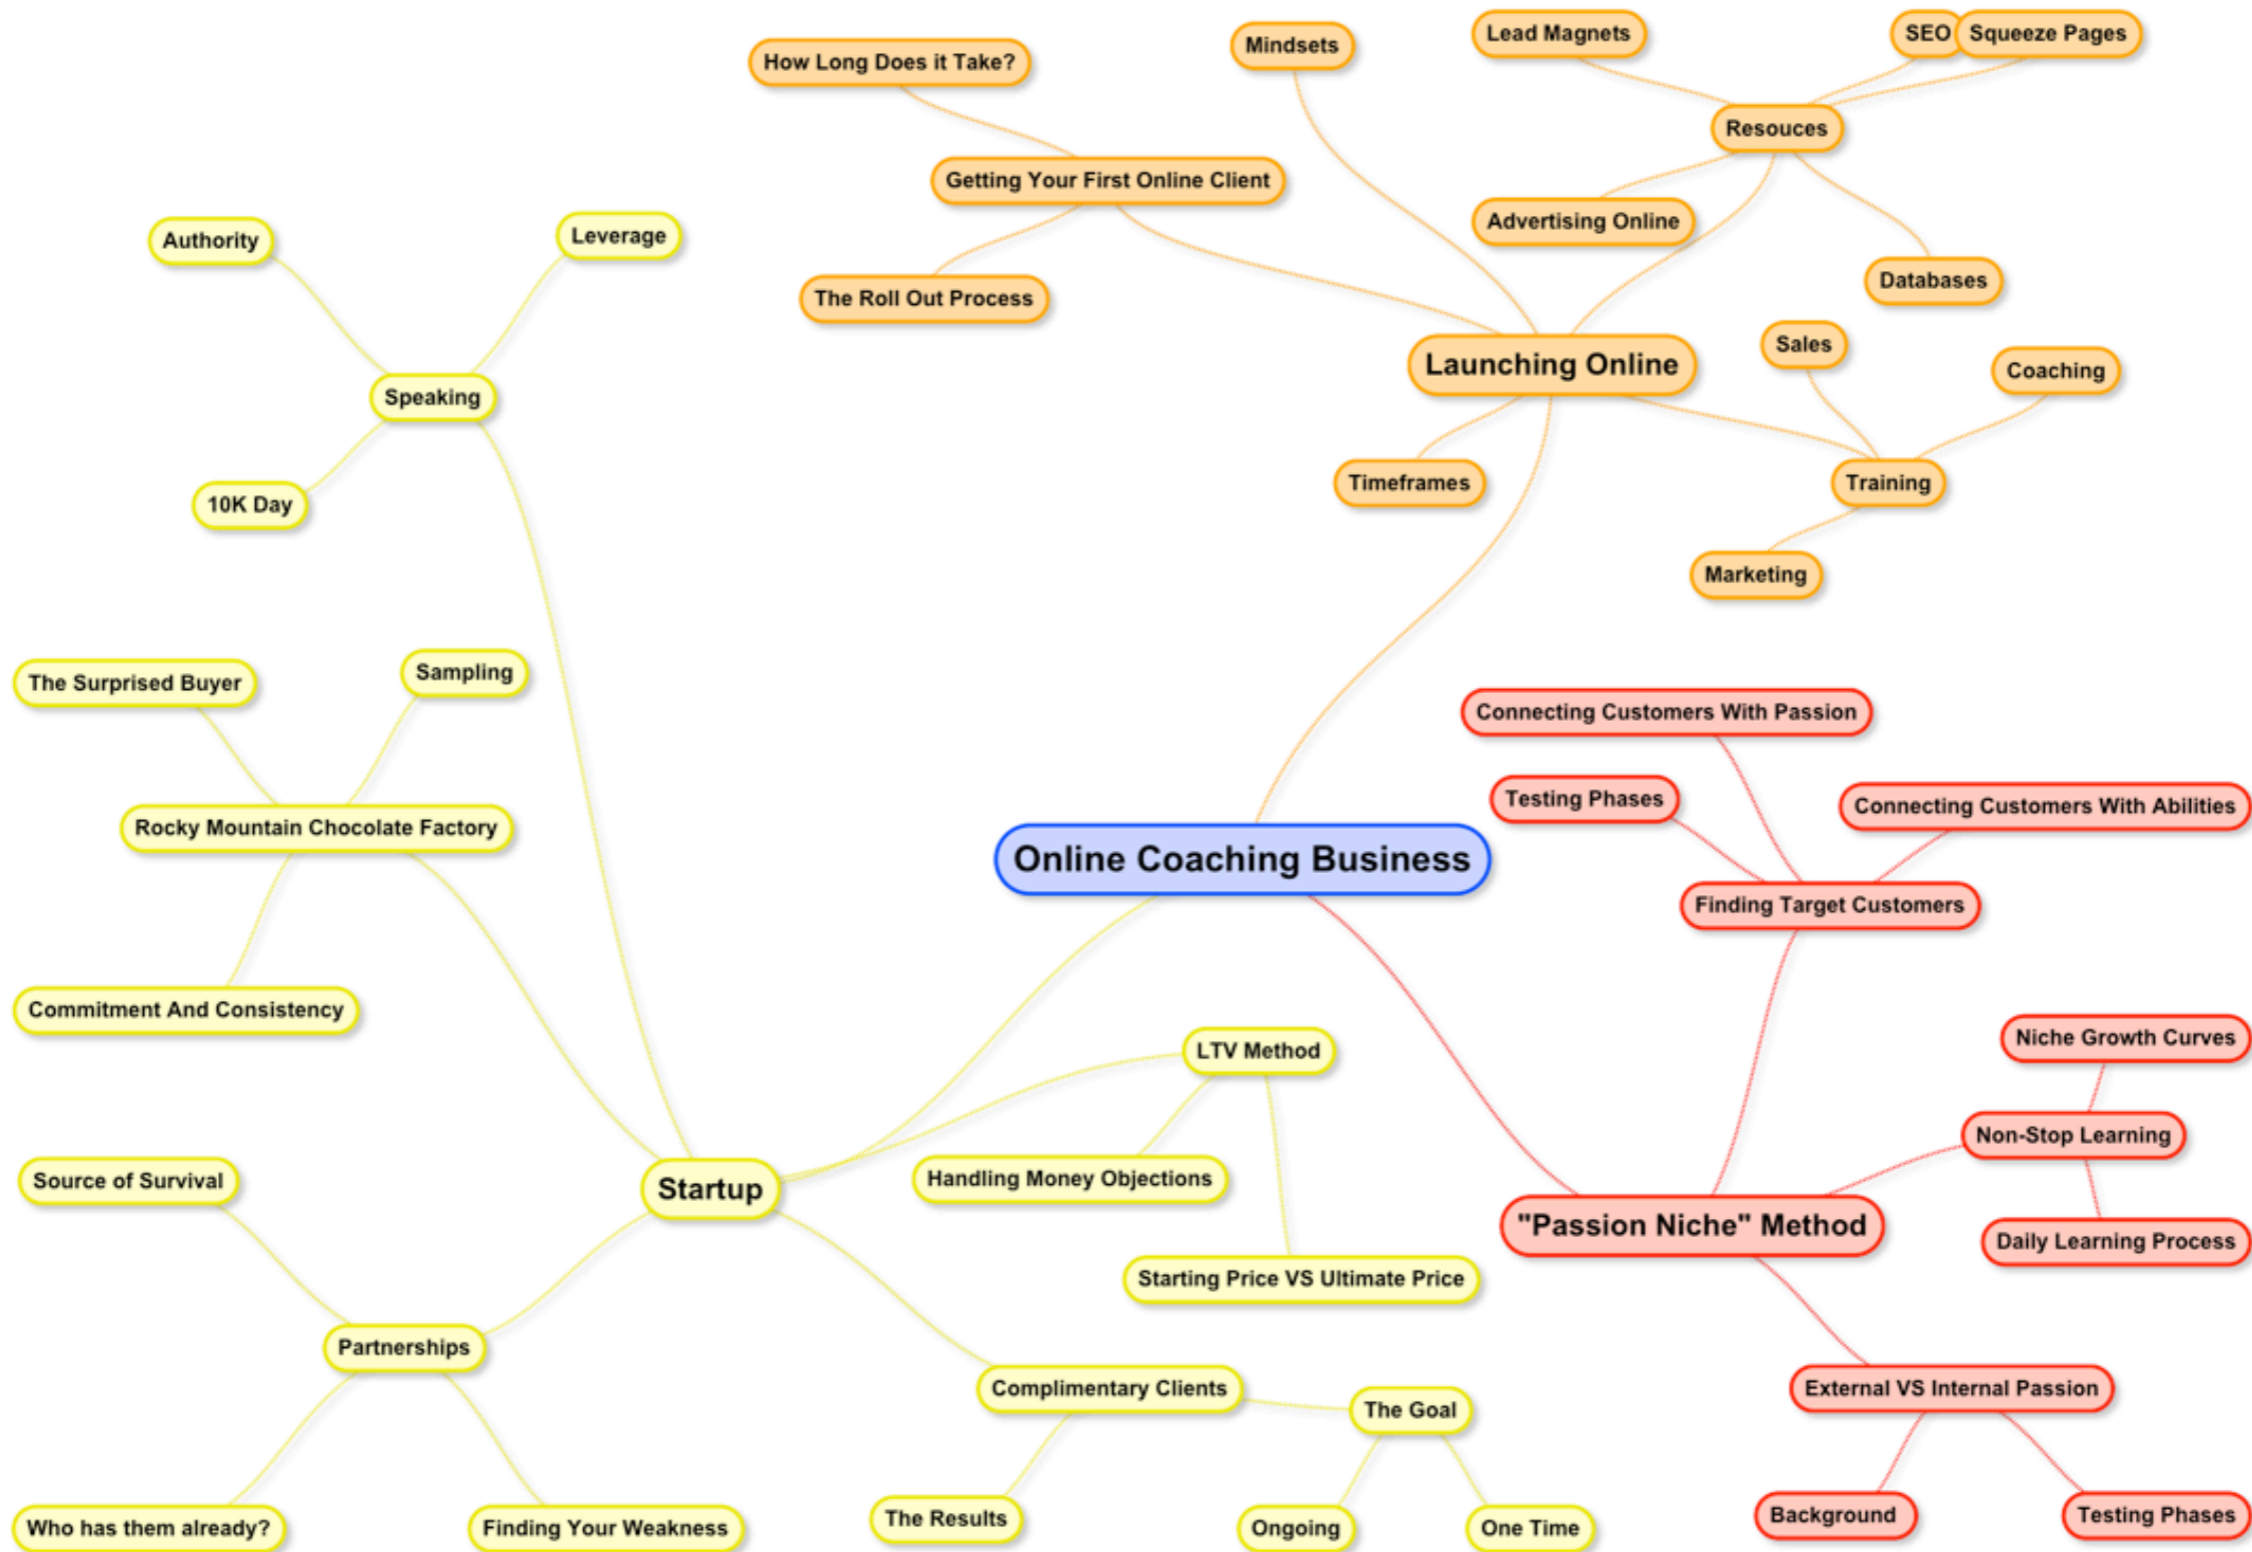 Mindsets
Lead Magnets
SEO
Squeeze Pages
How Long Does it Take?
Resouces
Getting Your First Online Client
Advertising Online
Authority
Leverage
Databases
The Roll Out Process
Sales
Launching Online
Coaching
Speaking
Timeframes
Training
10K Day
Marketing
The Surprised Buyer
Sampling
Connecting Customers With Passion
Testing Phases
Connecting Customers With Abilities
Rocky Mountain Chocolate Factory
Online Coaching Business
Finding Target Customers
Commitment And Consistency
Niche Growth Curves
LTV Method
Non-Stop Learning
Source of Survival
Handling Money Objections
Startup
"Passion Niche" Method
Daily Learning Process
Starting Price VS Ultimate Price
Partnerships
Complimentary Clients
External VS Internal Passion
The Goal
Background
Testing Phases
The Results
Who has them already?
Finding Your Weakness
Ongoing
One Time